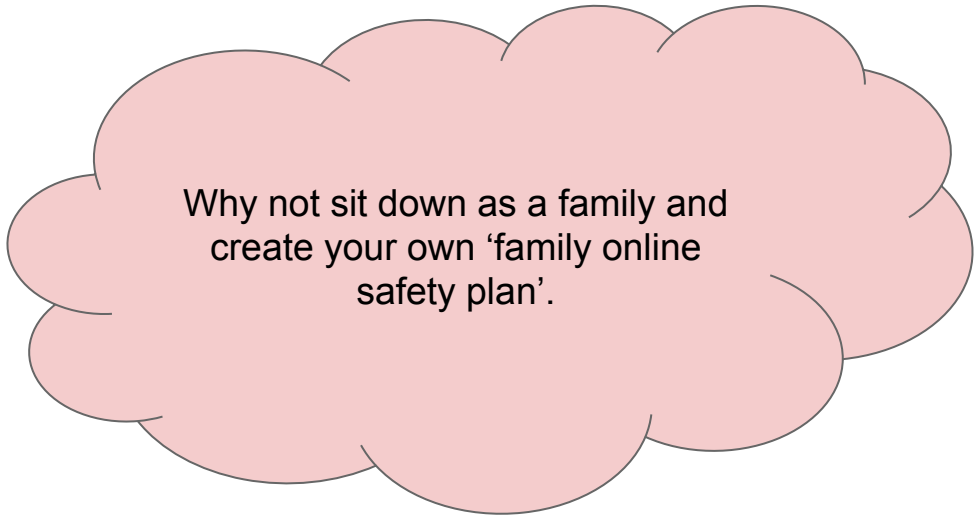 Why not sit down as a family and
create your own ‘family online
safety plan’.